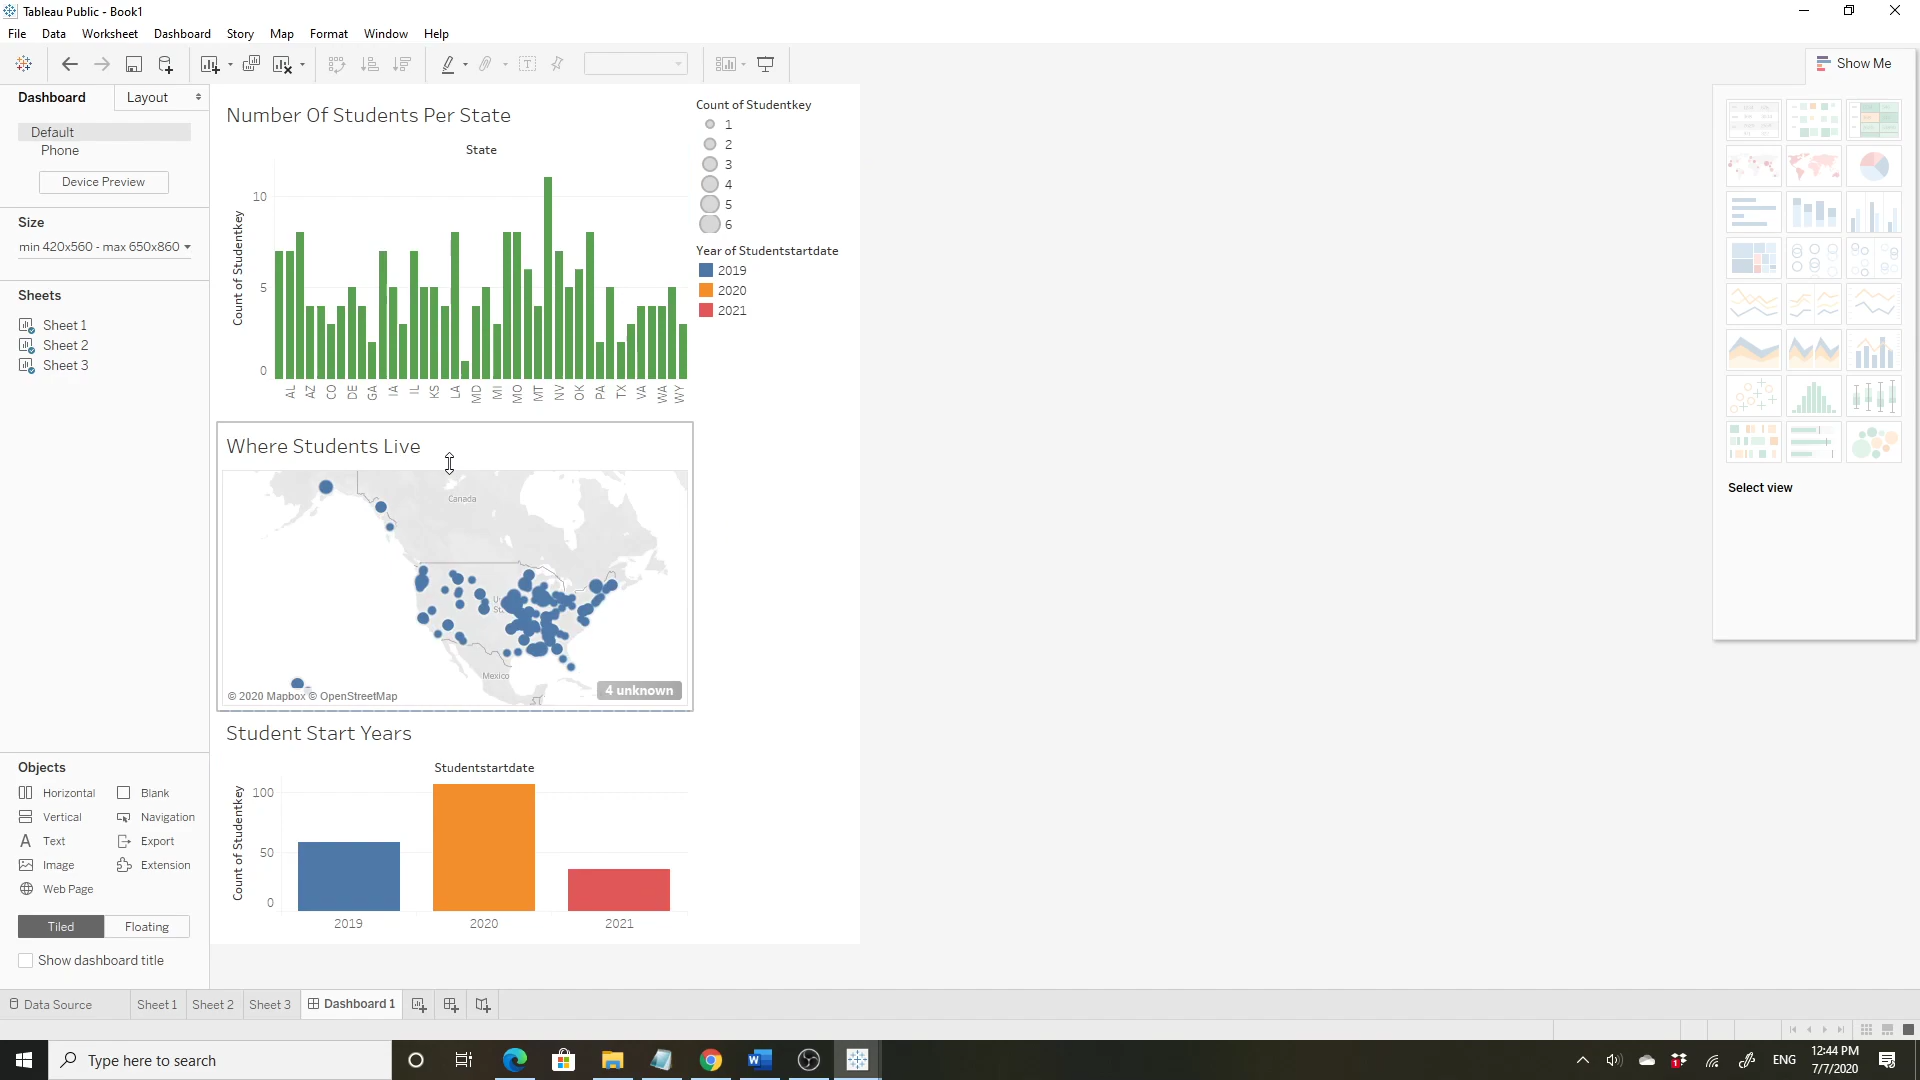 Tableau Public - Book1
File Data Worksheet Dashboard Story Map Format Window Help
Show Me
Dashboard Layout
Default
Phone
Device Preview
Size
min 420x560 - max 650x860
Sheets
Sheet 1
Sheet 2
Sheet 3
Objects
Horizontal Blank
Vertical Navigation
Text Export
Image Extension
Web Page
Tiled Floating
Show dashboard title
Number Of Students Per State
State
Count of Studentkey
10
5
0
AL AZ CO DE GA IA IL KS LA MD MI MO MT NV OK PA TX VA WA WY
Count of Studentkey
1
2
3
4
5
6
Year of Studentstartdate
2019
2020
2021
Where Students Live
Canada
Mexico
© 2020 Mapbox © OpenStreetMap
4 unknown
Student Start Years
Studentstartdate
Count of Studentkey
100
50
0
2019 2020 2021
Select view
Data Source Sheet 1 Sheet 2 Sheet 3 Dashboard 1
Type here to search
ENG
12:44 PM
7/7/2020